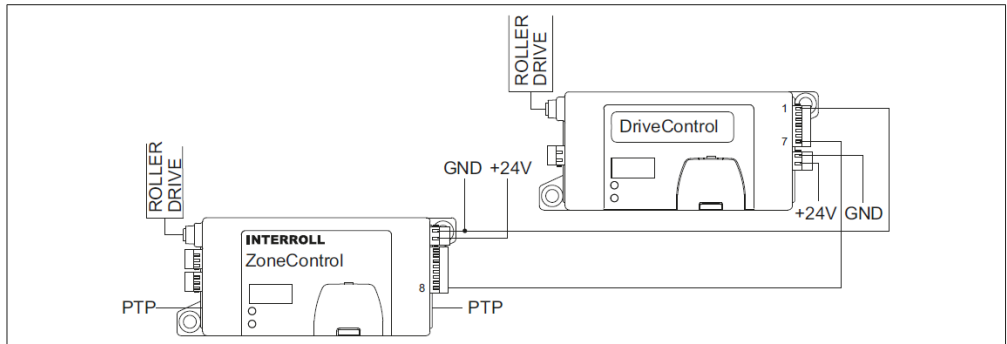 ROLLER
DRIVE
1
DriveControl
7
GND +24V
+24V GND
ROLLER
DRIVE
INTERROLL
ZoneControl
8
PTP
PTP